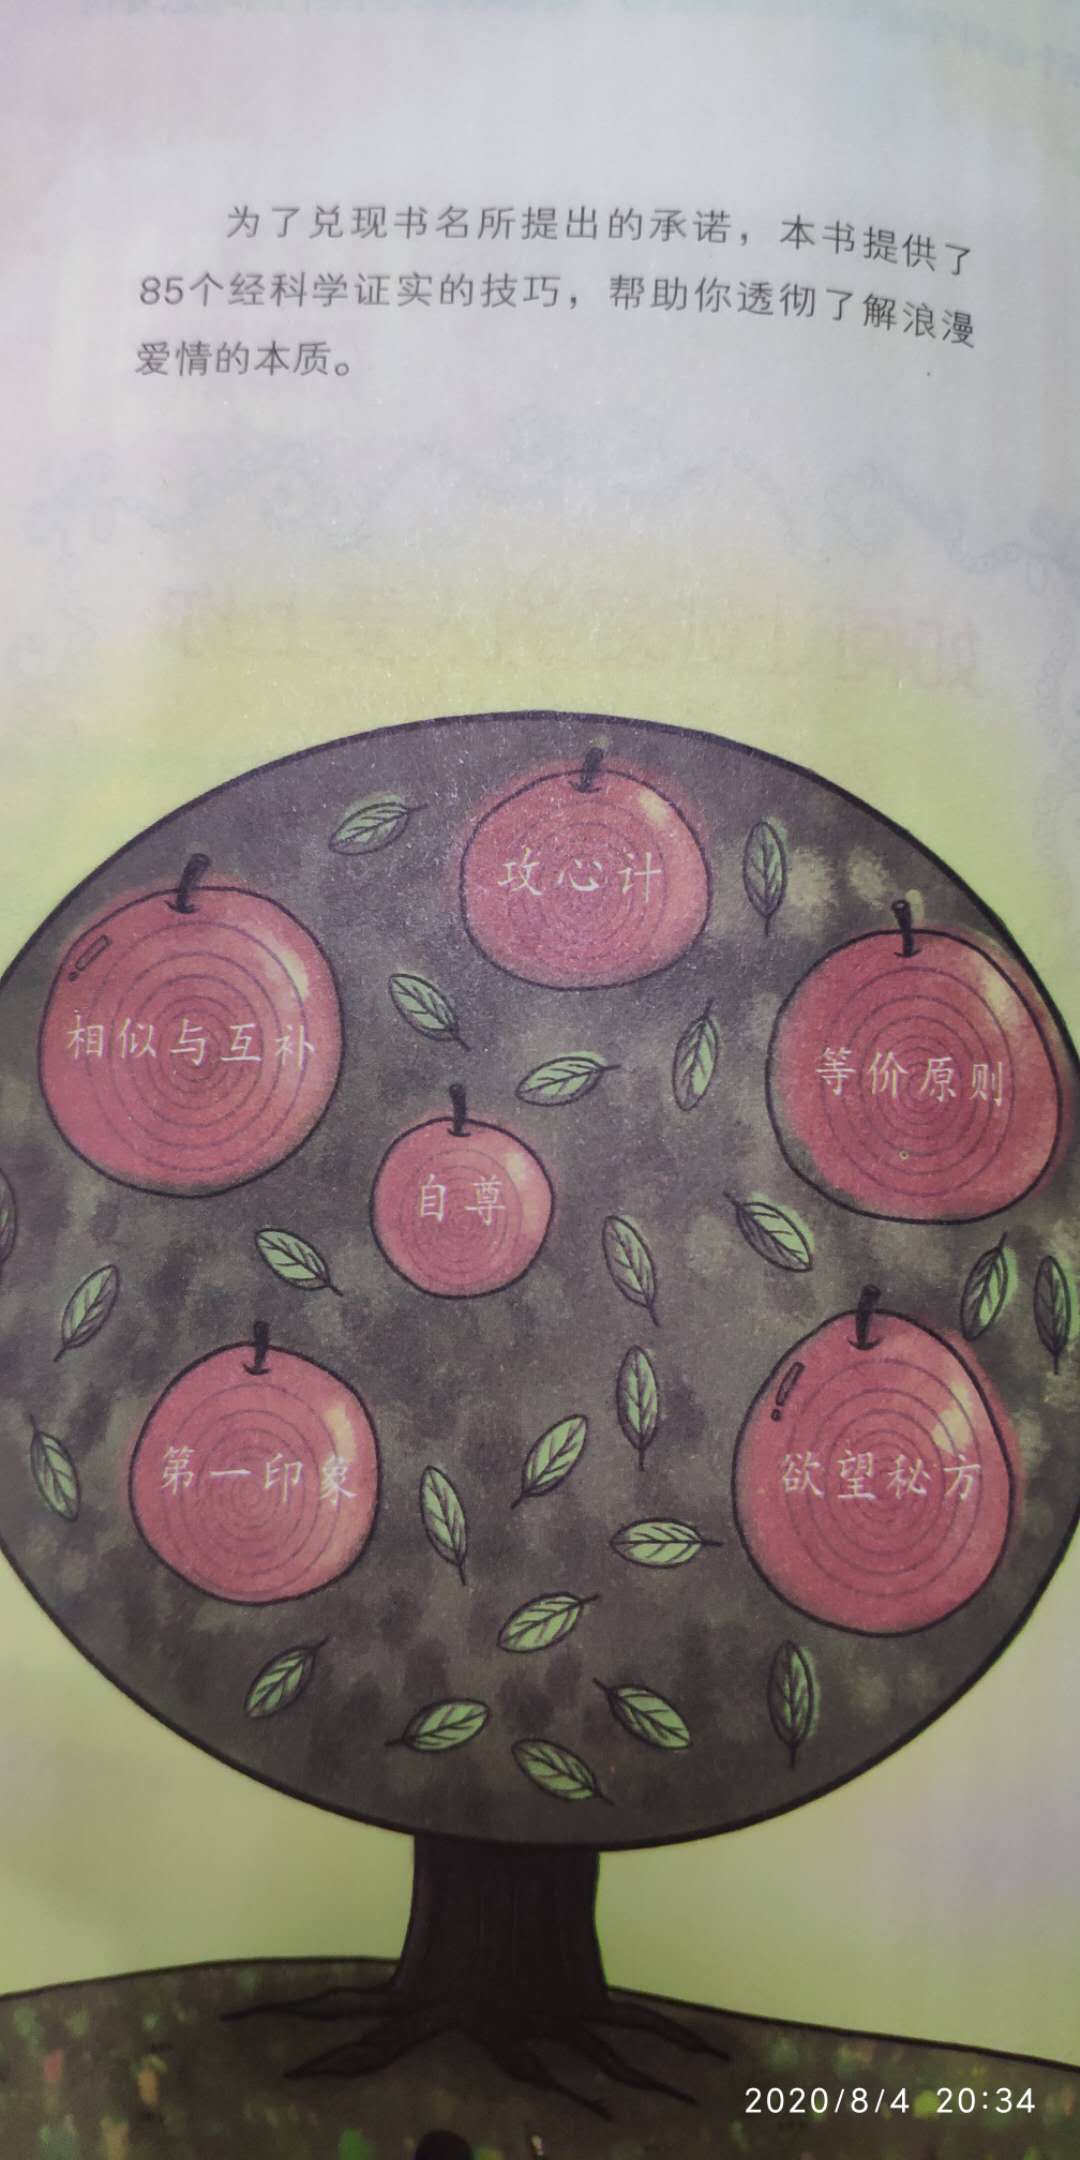 为了兑现书名所提出的承诺，本书提供了
85个经科学证实的技巧，帮助你透彻了解浪漫
爱情的本质。
攻心计
相似与互补
等价原则
自尊
第一印象
欲望秘方
2020/8/4 20:34